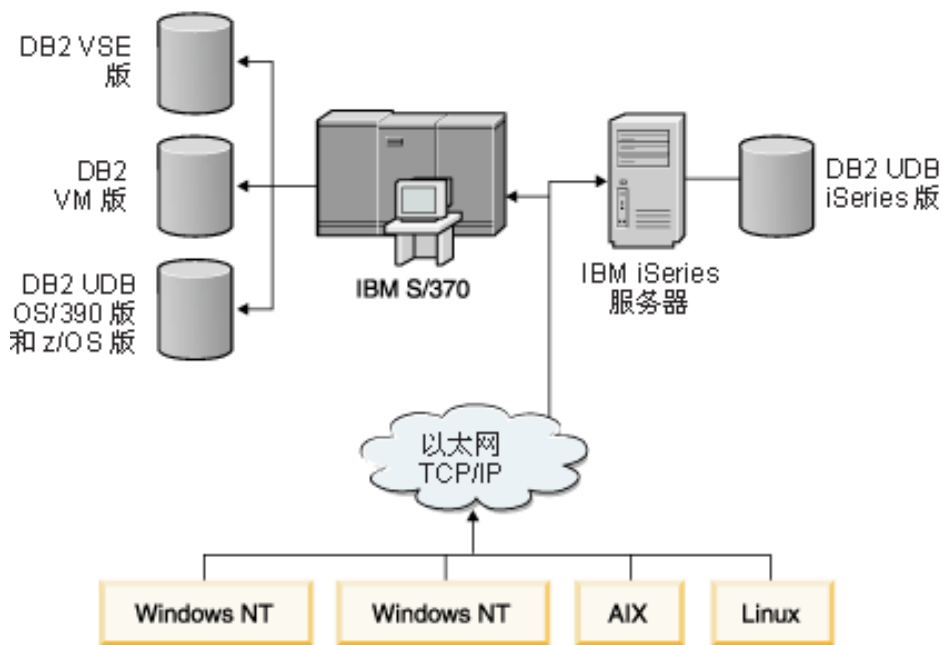 DB2 VSE
版
DB2
VM 版
DB2 UDB
OS/390 版
和 z/OS 版
IBM S/370
IBM iSeries
服务器
DB2 UDB
iSeries 版
以太网
TCP/IP
Windows NT
Windows NT
AIX
Linux